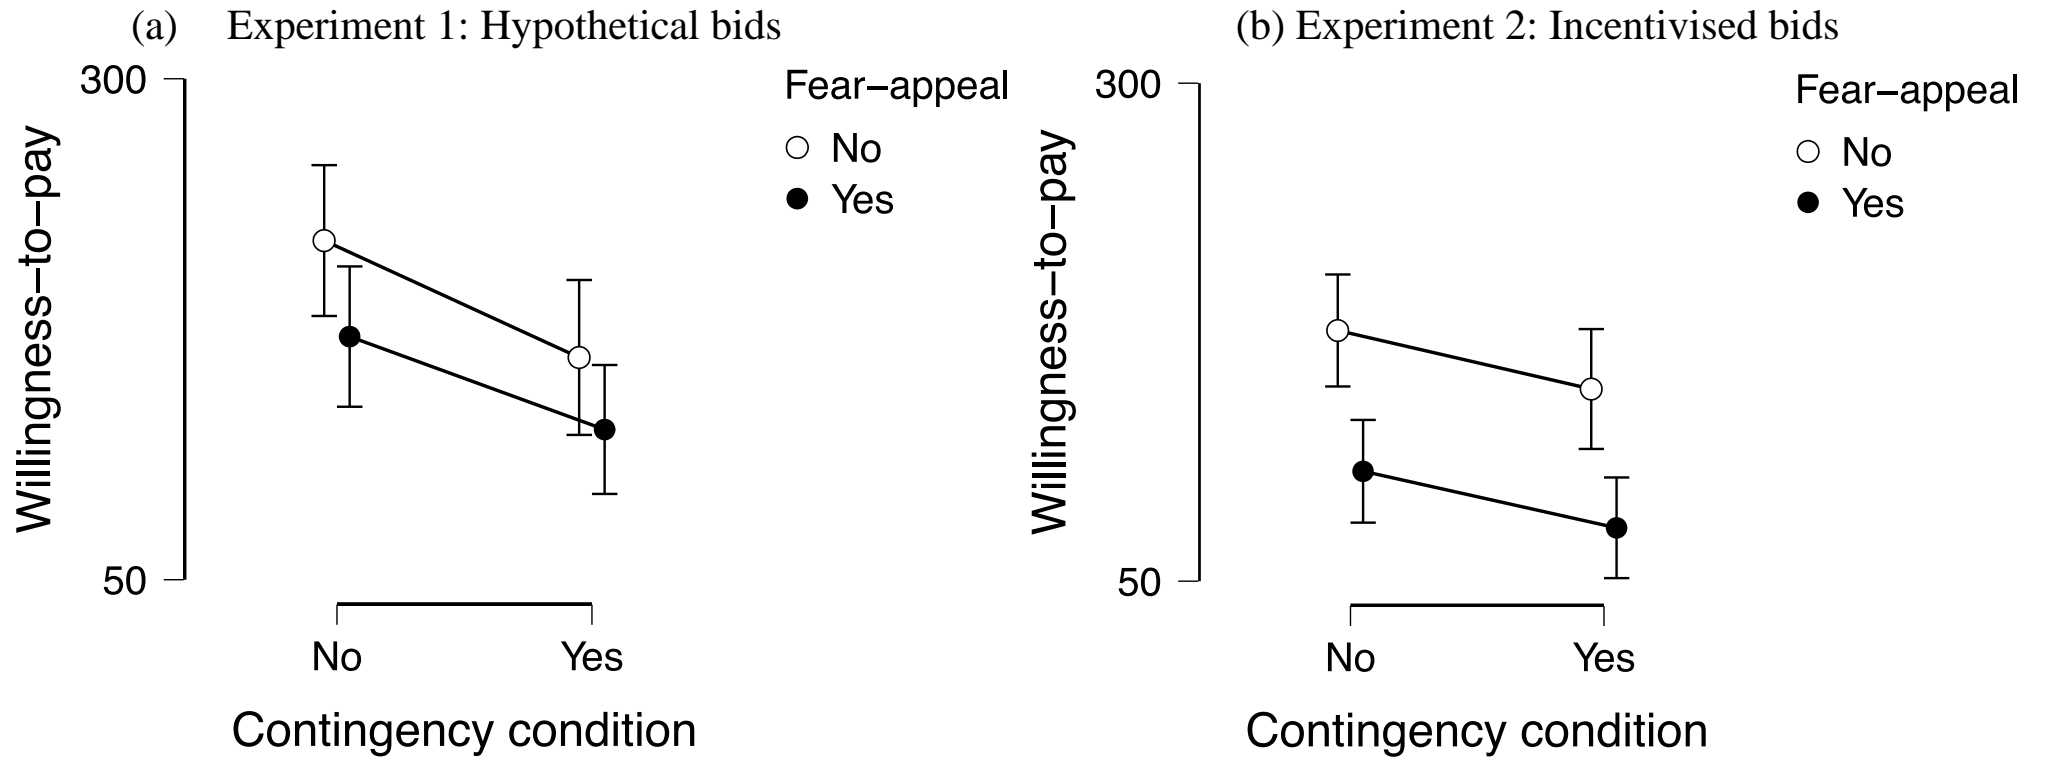 (a) Experiment 1: Hypothetical bids
300
Fear–appeal
No
Yes
Willingness–to–pay
50
No Yes
Contingency condition
(b) Experiment 2: Incentivised bids
300
Fear–appeal
No
Yes
Willingness–to–pay
50
No Yes
Contingency condition